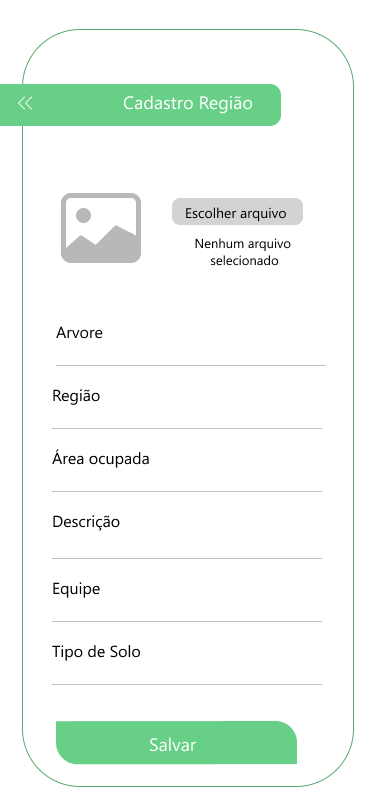 Cadastro Região
Escolher arquivo
Nenhum arquivo
selecionado
Arvore
Região
Área ocupada
Descrição
Equipe
Tipo de Solo
Salvar